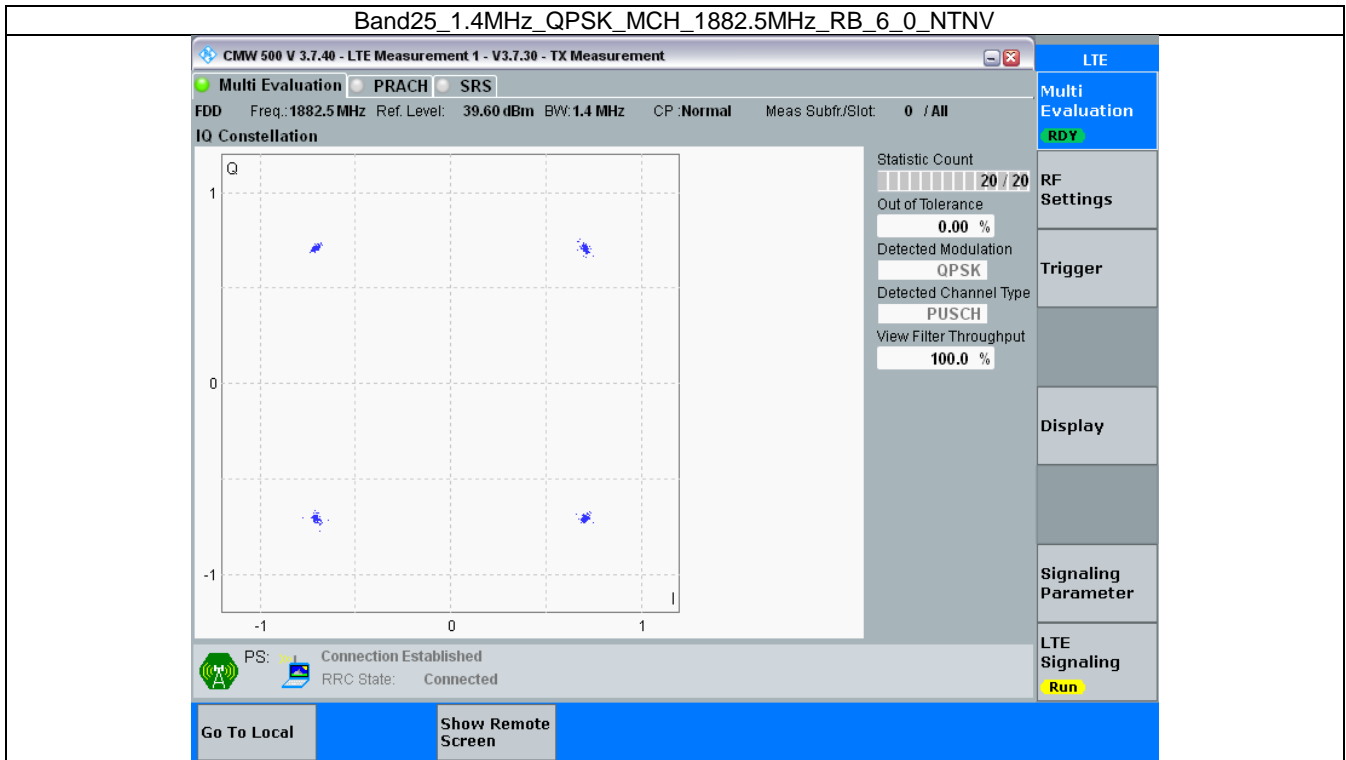 Band25_1.4MHz_QPSK_MCH_1882.5MHz_RB_6_0_NTNV
CMW 500 V 3.7.40 - LTE Measurement 1 - V3.7.30 - TX Measurement
LTE
Multi Evaluation PRACH SRS
FDD Freq.: 1882.5 MHz Ref. Level: 39.60 dBm BW: 1.4 MHz CP : Normal Meas Subfr./Slot: 0 / All
IQ Constellation
Q
1
0
-1
I
-1 0 1
Statistic Count
20 / 20
Out of Tolerance
0.00 %
Detected Modulation
QPSK
Detected Channel Type
PUSCH
View Filter Throughput
100.0 %
Multi
Evaluation
RDY
RF
Settings
Trigger
Display
Signaling
Parameter
LTE
Signaling
Run
PS: Connection Established
RRC State: Connected
Go To Local
Show Remote
Screen